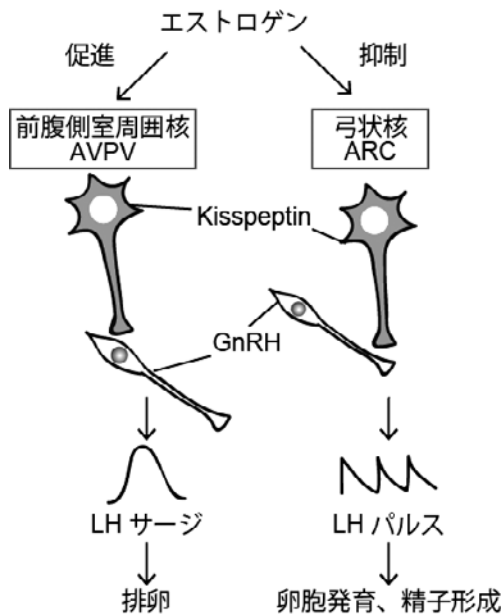 エストロゲン
促進
抑制
前腹側室周囲核
AVPV
弓状核
ARC
Kisspeptin
GnRH
LH サージ
LH パルス
排卵
卵胞発育、精子形成